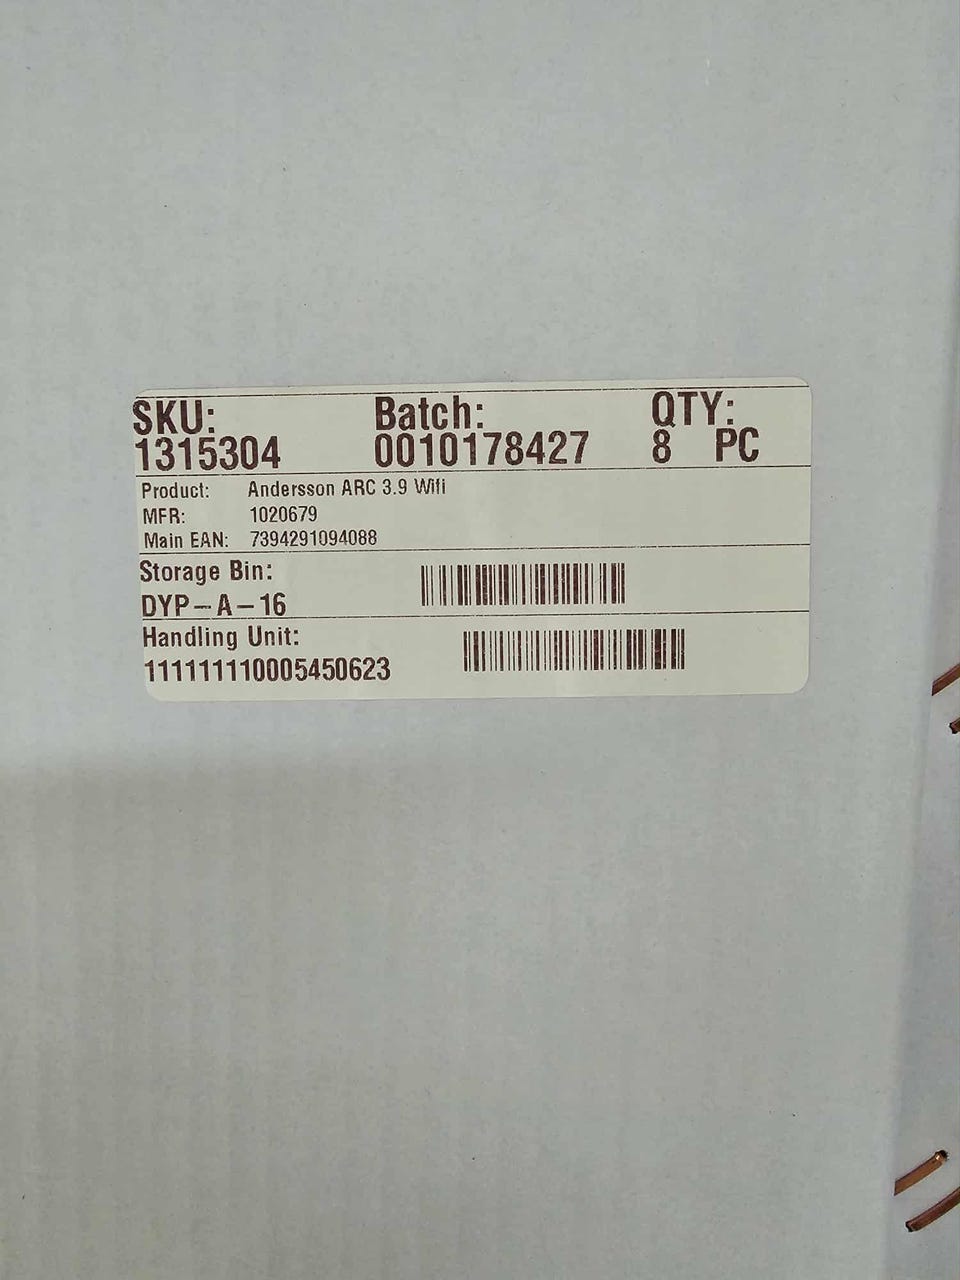 SKU: Batch: QTY:
1315304 0010178427 8 PC
Product: Andersson ARC 3.9 Wifi
MFR: 1020679
Main EAN: 7394291094088
Storage Bin:
DYP-A-16
Handling Unit:
111111110005450623